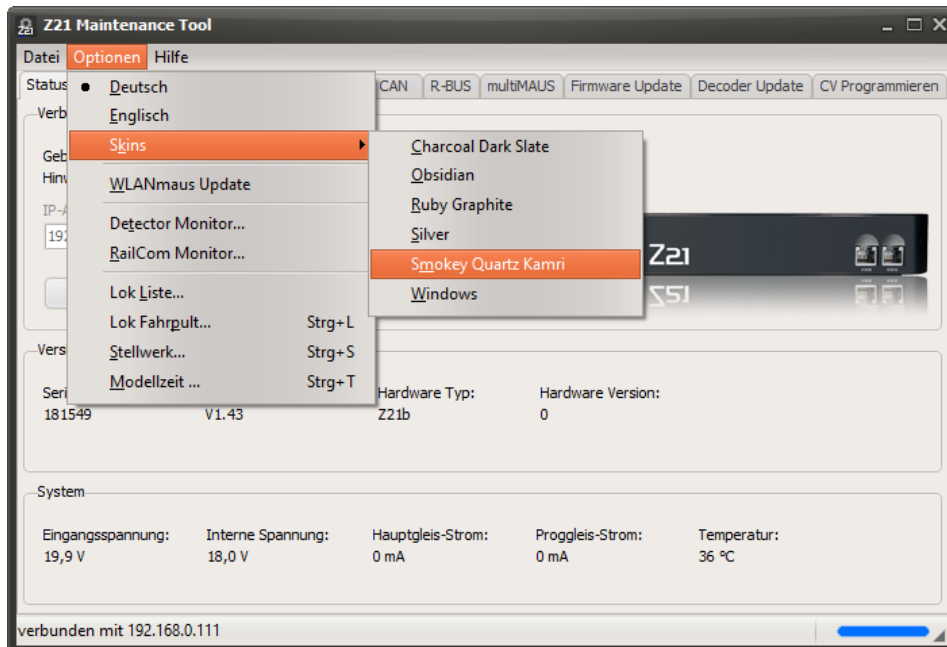 Z21 Maintenance Tool
Datei Optionen Hilfe
Status CAN R-BUS multiMAUS Firmware Update Decoder Update CV Programmieren
Deutsch
Englisch
Skins
WLANmaus Update
Detector Monitor...
RailCom Monitor...
Lok Liste...
Lok Fahrpult... Strg+L
Stellwerk... Strg+S
Modellzeit ... Strg+T
Charcoal Dark Slate
Obsidian
Ruby Graphite
Silver
Smokey Quartz Kamri
Windows
Z21
Hardware Typ: Hardware Version:
181549 V1.43 Z21b 0
System
Eingangsspannung: Interne Spannung: Hauptgleis-Strom: Proggleis-Strom: Temperatur:
19,9 V 18,0 V 0 mA 0 mA 36 °C
verbunden mit 192.168.0.111